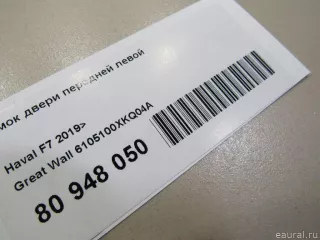 мок двери передней левой
Haval F7 2019>
Great Wall 6105100XKQ04A
80 948 050
eaural.ru